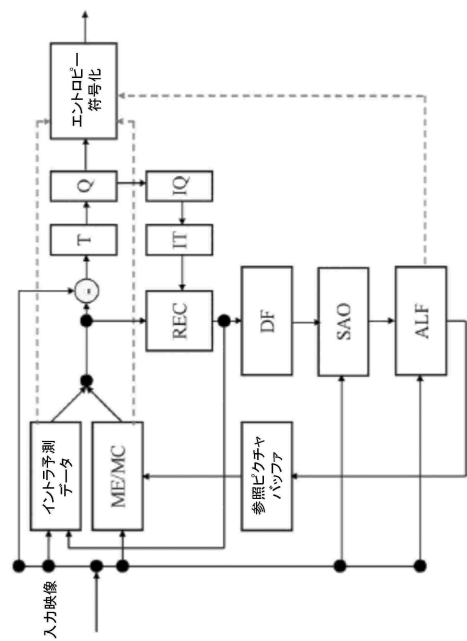 入力映像
イントラ予測
データ
ME/MC
-
T
Q
エントロピー
符号化
IQ
IT
REC
DF
SAO
ALF
参照ピクチャ
バッファ